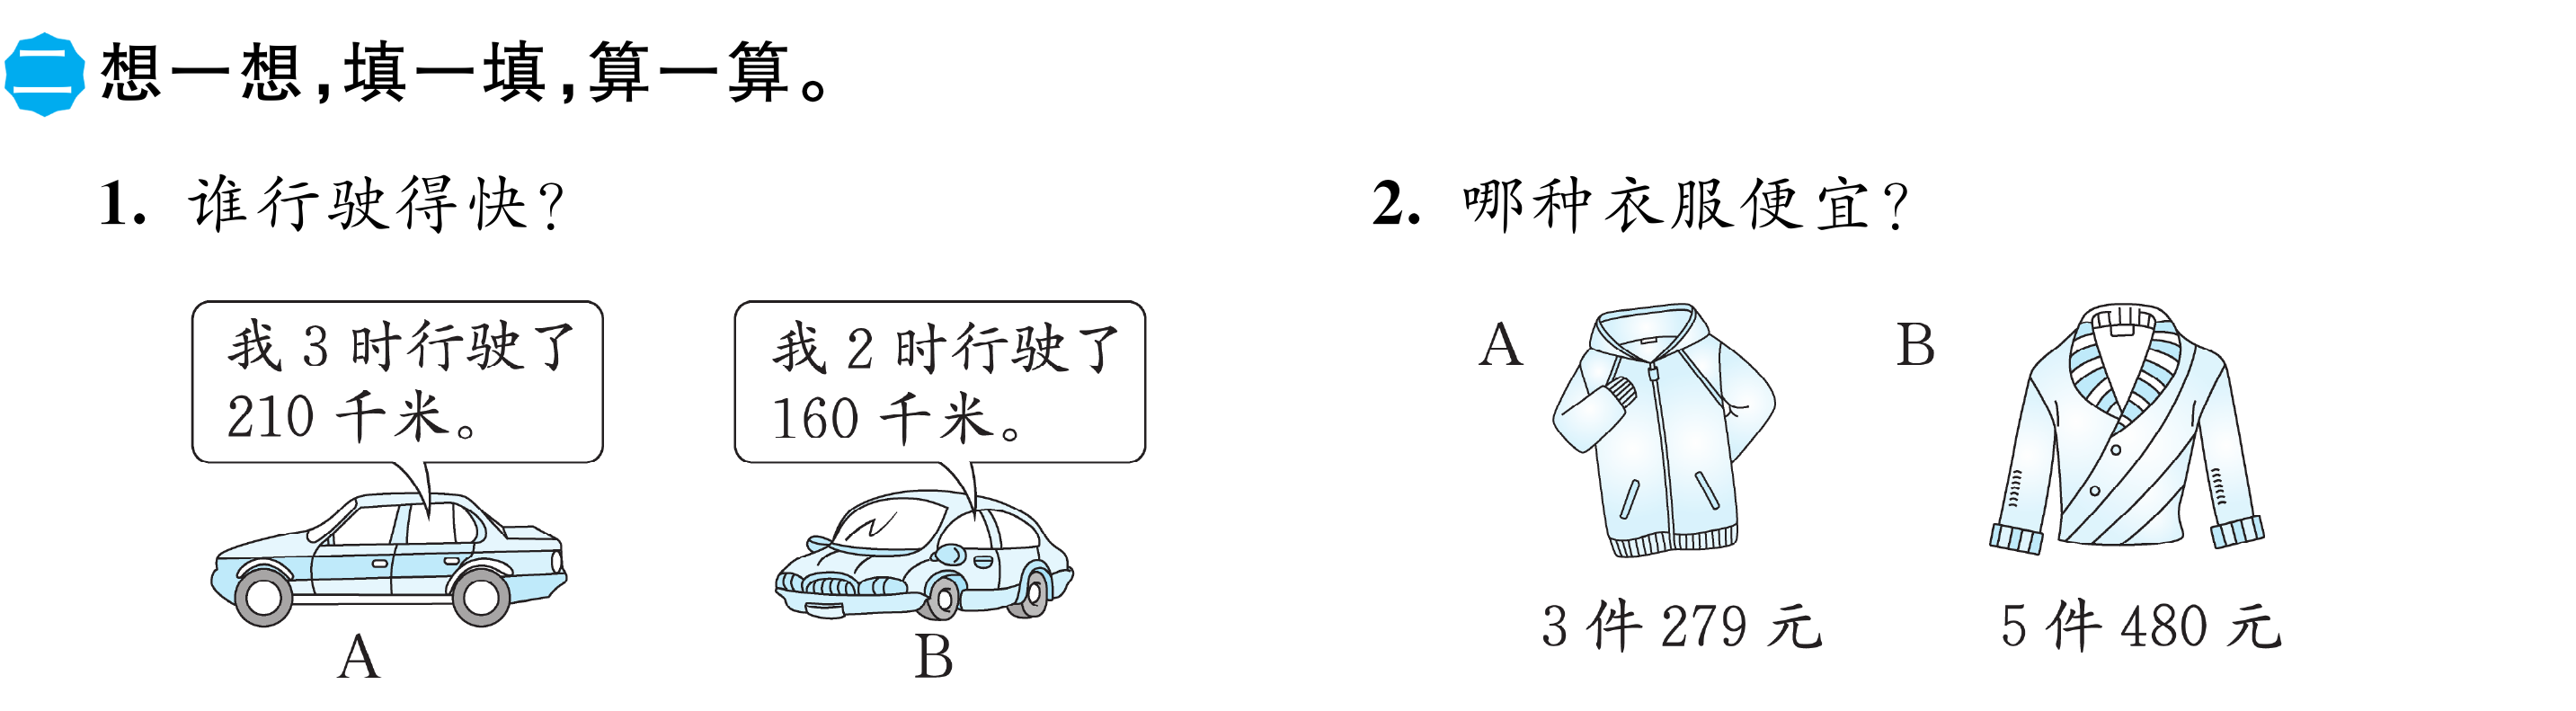 二 想一想,填一填,算一算。
1. 谁行驶得快?
我 3 时行驶了
210 千米。
A
我 2 时行驶了
160 千米。
B
2. 哪种衣服便宜?
A
3 件 279 元
B
5 件 480 元